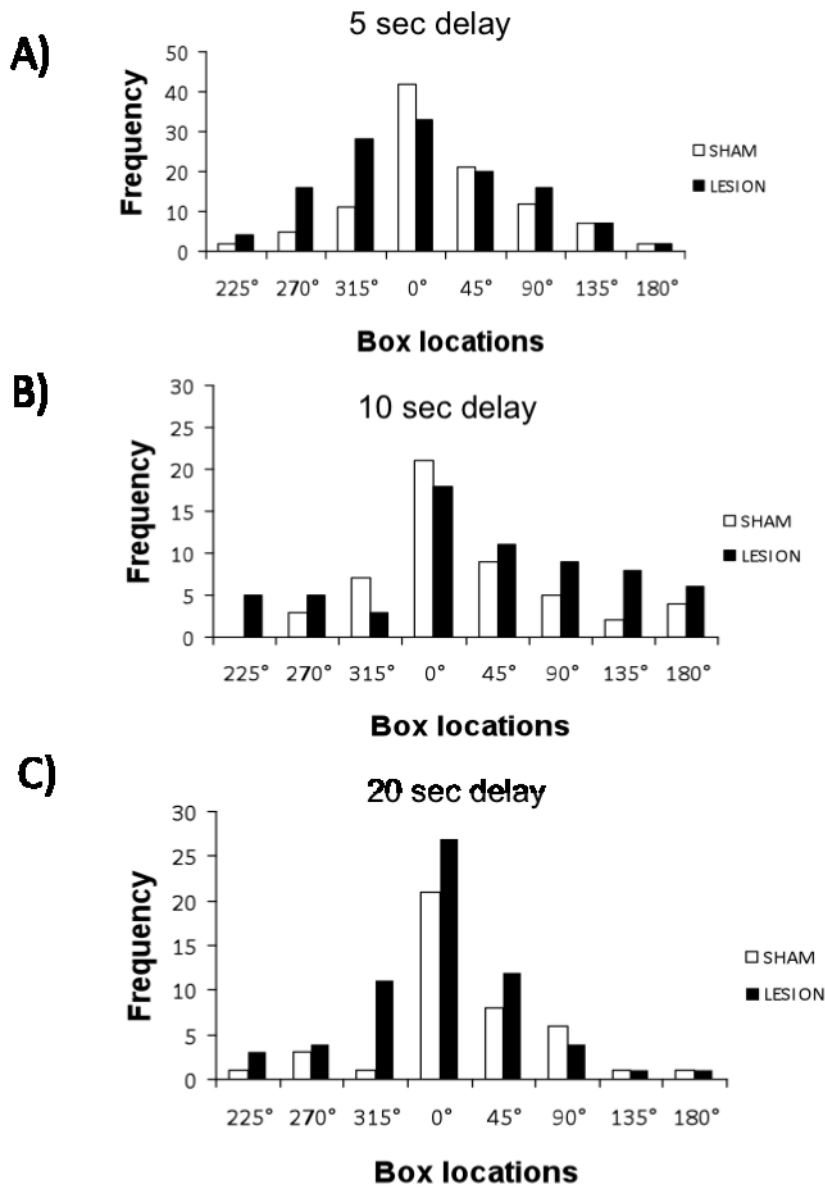 A)
5 sec delay
Frequency
50
40
30
20
10
0
SHAM
LESION
225° 270° 315° 0° 45° 90° 135° 180°
Box locations
B)
10 sec delay
Frequency
30
25
20
15
10
5
0
SHAM
LESION
225° 270° 315° 0° 45° 90° 135° 180°
Box locations
C)
20 sec delay
Frequency
30
25
20
15
10
5
0
SHAM
LESION
225° 270° 315° 0° 45° 90° 135° 180°
Box locations